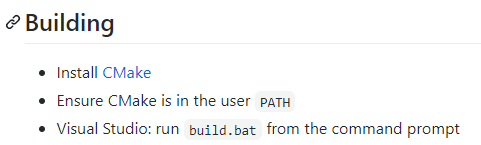 Building
Install CMake
Ensure CMake is in the user PATH
Visual Studio: run build.bat from the command prompt